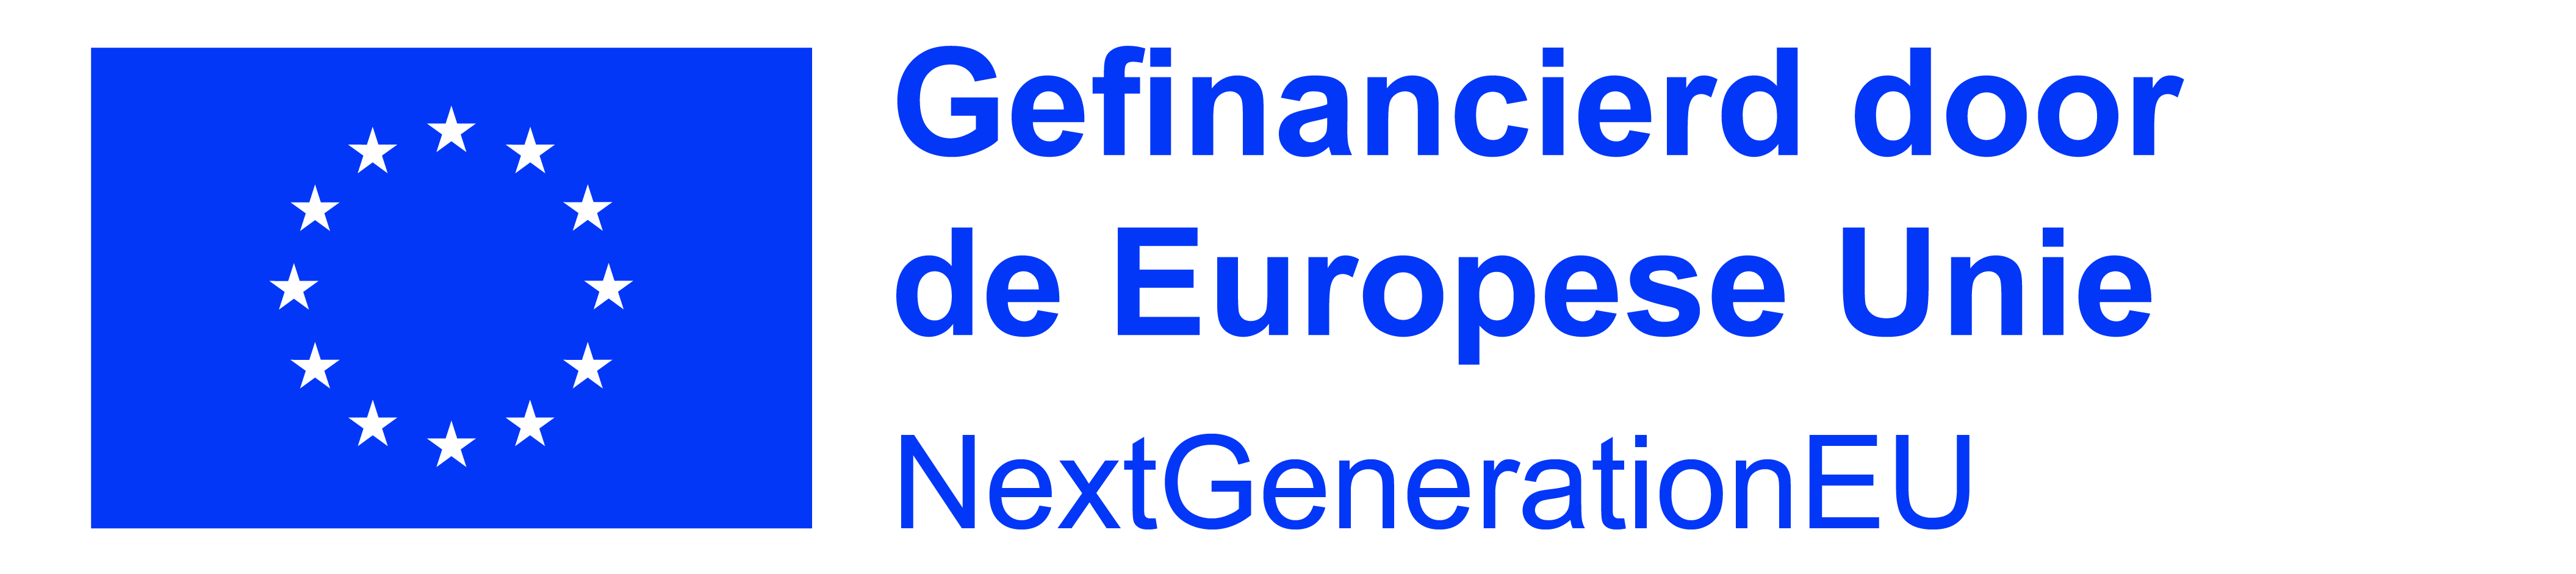 Gefinancierd door
de Europese Unie
NextGenerationEU